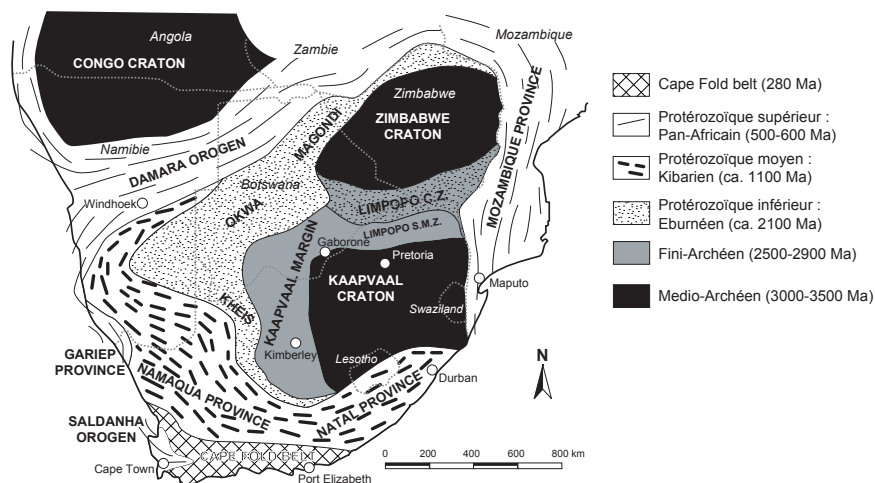 Angola
CONGO CRATON
Zambie
Mozambique
Zimbabwe
ZIMBABWE
CRATON
MAGONDI
MOZAMBIQUE PROVINCE
Namibie
DAMARA OROGEN
Botswana
OKWA
Windhoek
LIMPOPO C.Z.
LIMPOPO S.M.Z.
Gaborone
Pretoria
KAAPVAAL MARGIN
KAAPVAAL
CRATON
Maputo
Swaziland
KHEIS
Kimberley
Lesotho
GARIEP
PROVINCE
NAMAQUA PROVINCE
NATAL PROVINCE
Durban
N
SALDANHA
OROGEN
CAPE FOLD BELT
Cape Town
Port Elizabeth
0 200 400 600 800 km
Cape Fold belt (280 Ma)
Protérozoïque supérieur :
Pan-Africain (500-600 Ma)
Protérozoïque moyen :
Kibarien (ca. 1100 Ma)
Protérozoïque inférieur :
Eburnéen (ca. 2100 Ma)
Fini-Archéen (2500-2900 Ma)
Medio-Archéen (3000-3500 Ma)